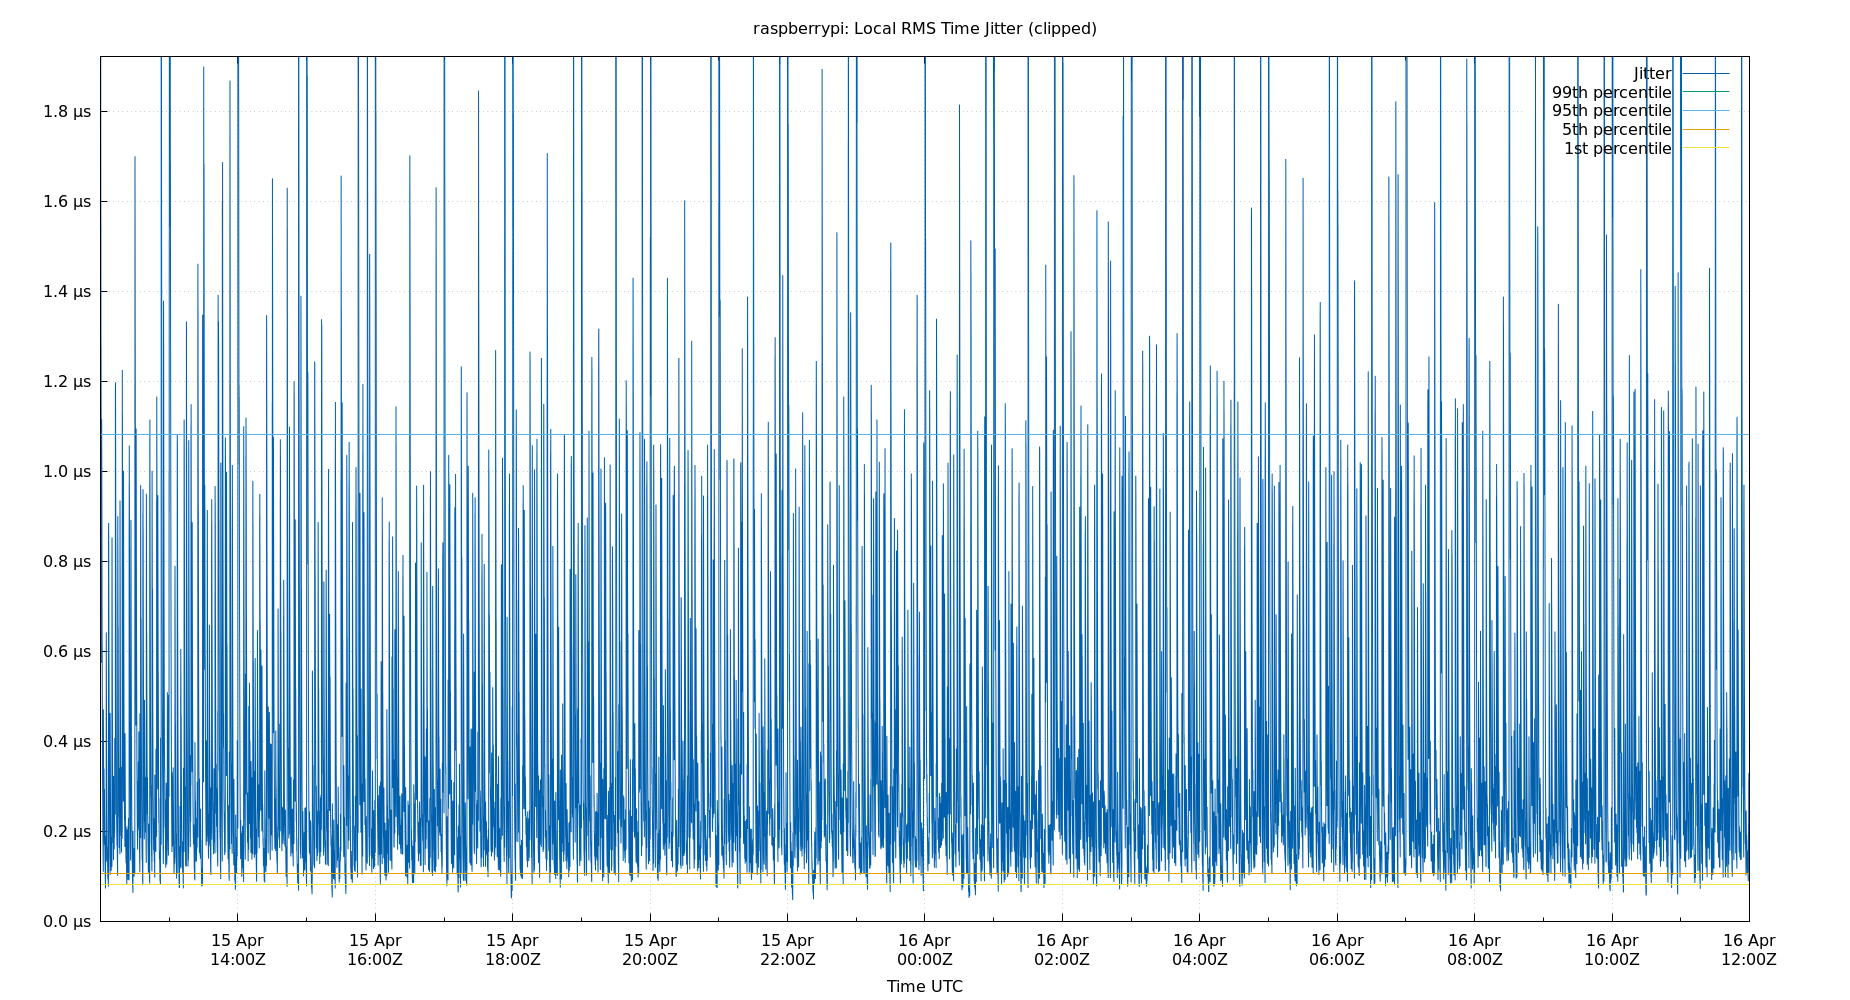 raspberrypi: Local RMS Time Jitter (clipped)
Jitter
99th percentile
95th percentile
5th percentile
1st percentile
1.8 μs
1.6 μs
1.4 μs
1.2 μs
1.0 μs
0.8 μs
0.6 μs
0.4 μs
0.2 μs
0.0 μs
15 Apr 15 Apr 15 Apr 15 Apr 15 Apr 16 Apr 16 Apr 16 Apr 16 Apr 16 Apr 16 Apr 16 Apr
14:00Z 16:00Z 18:00Z 20:00Z 22:00Z 00:00Z 02:00Z 04:00Z 06:00Z 08:00Z 10:00Z 12:00Z
Time UTC